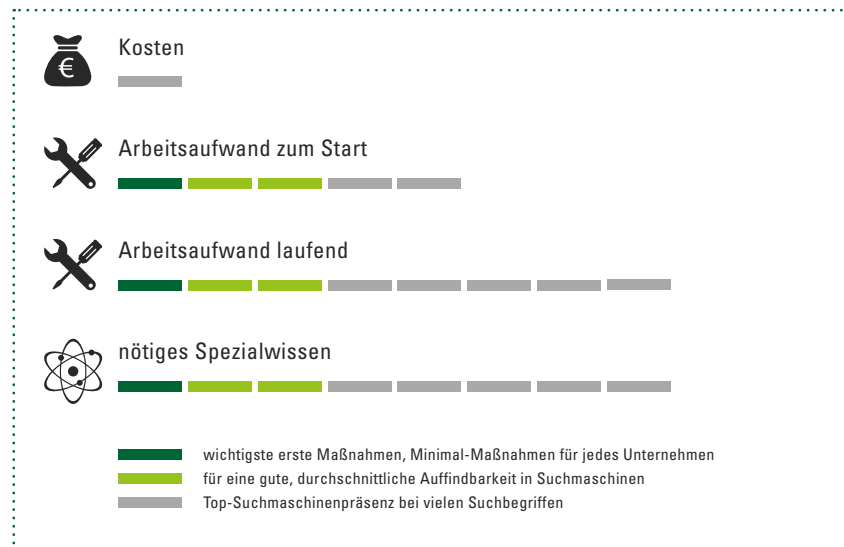 €
Kosten
Arbeitsaufwand zum Start
Arbeitsaufwand laufend
nötiges Spezialwissen
wichtigste erste Maßnahmen, Minimal-Maßnahmen für jedes Unternehmen
für eine gute, durchschnittliche Auffindbarkeit in Suchmaschinen
Top-Suchmaschinenpräsenz bei vielen Suchbegriffen